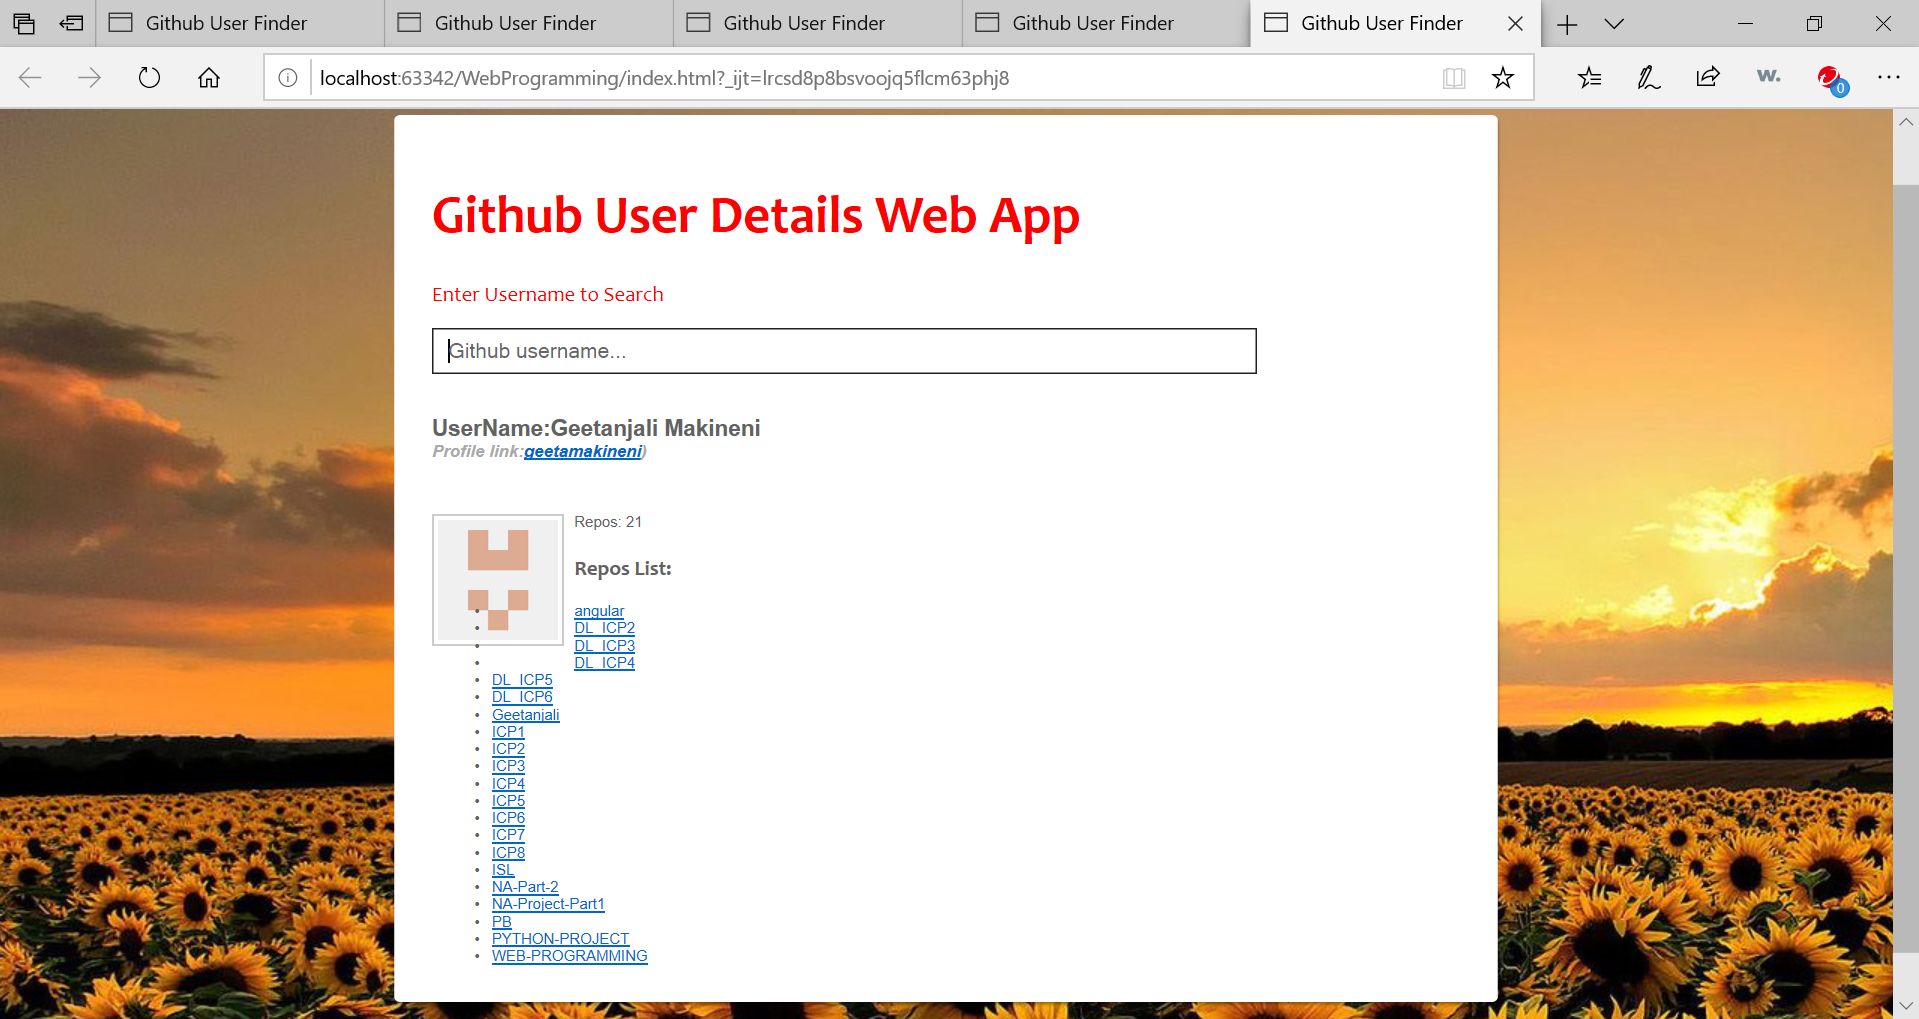 Github User Finder
Github User Finder
Github User Finder
Github User Finder
Github User Finder
localhost:63342/WebProgramming/index.html?_ijt=lrcsd8p8bsvoojq5flcm63phj8
w.
0
Github User Details Web App
Enter Username to Search
Github username...
UserName:Geetanjali Makineni
Profile link:geetamakineni)
Repos: 21
Repos List:
angular
DL_ICP2
DL_ICP3
DL_ICP4
DL_ICP5
DL_ICP6
Geetanjali
ICP1
ICP2
ICP3
ICP4
ICP5
ICP6
ICP7
ICP8
ISL
NA-Part-2
NA-Project-Part1
PB
PYTHON-PROJECT
WEB-PROGRAMMING